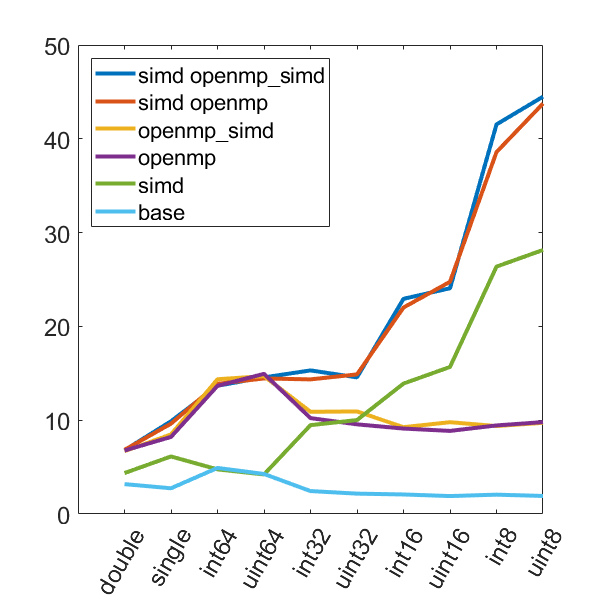 50
40
30
20
10
0
simd openmp_simd
simd openmp
openmp_simd
openmp
simd
base
double
single
int64
uint64
int32
uint32
int16
uint16
int8
uint8